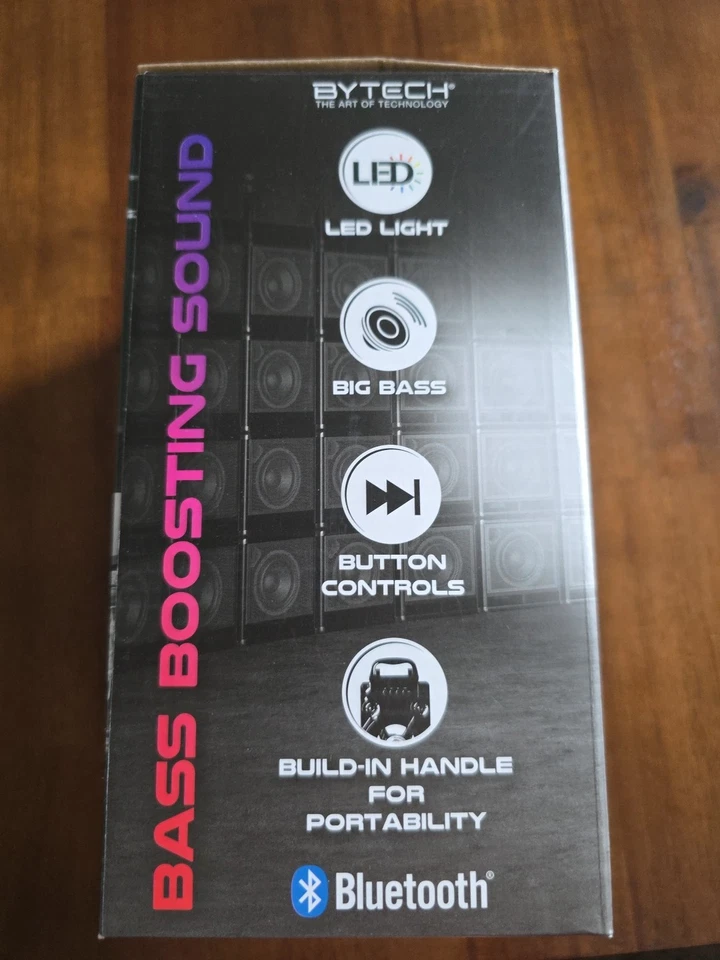 BYTECH®
THE ART OF TECHNOLOGY
BASS BOOSTING SOUND
LED
LED LIGHT
BIG BASS
BUTTON
CONTROLS
BUILD-IN HANDLE
FOR
PORTABILITY
Bluetooth®